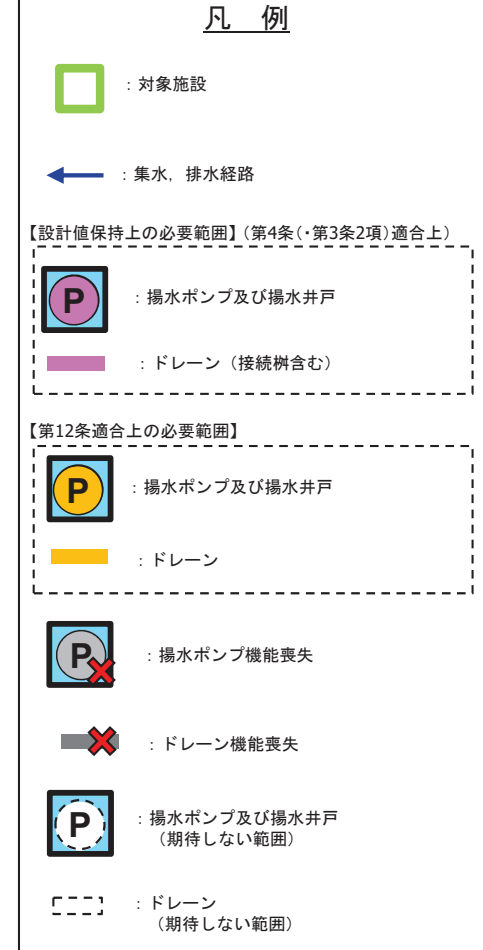 凡　例
：対象施設
：集水，排水経路
【設計値保持上の必要範囲】（第4条（・第3条2項）適合上）
P ：揚水ポンプ及び揚水井戸
：ドレーン（接続桝含む）
【第12条適合上の必要範囲】
P ：揚水ポンプ及び揚水井戸
：ドレーン
P ：揚水ポンプ機能喪失
：ドレーン機能喪失
P ：揚水ポンプ及び揚水井戸
（期待しない範囲）
：ドレーン
（期待しない範囲）